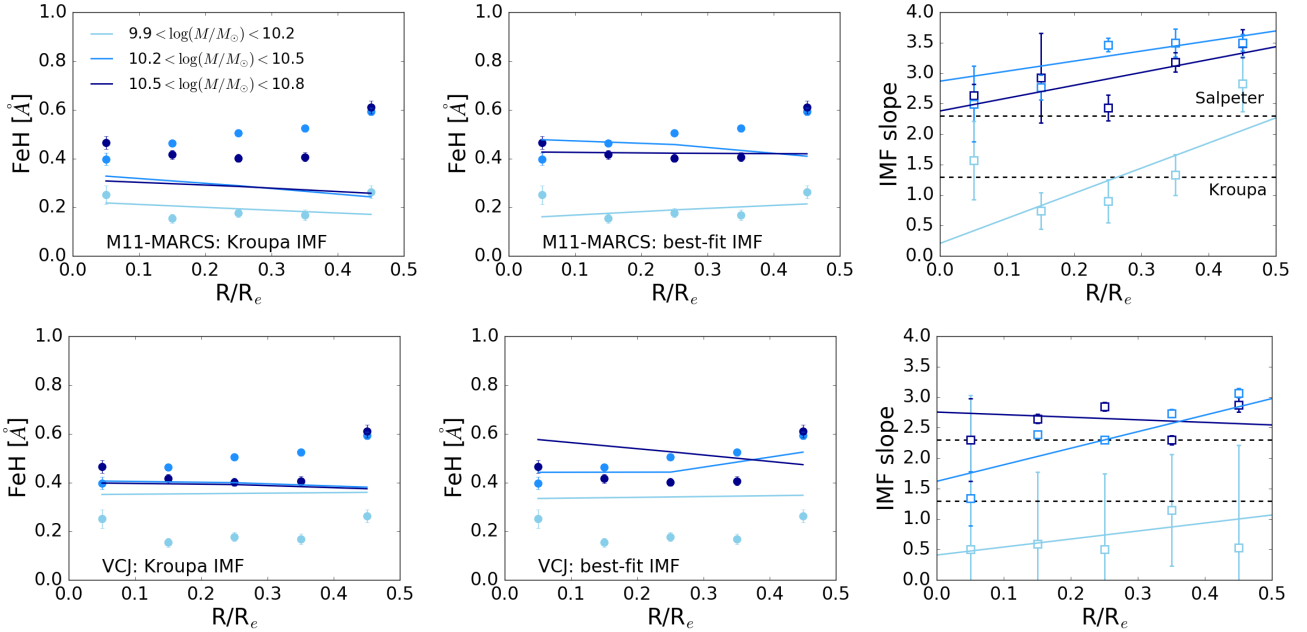 1.0
0.8
0.6
0.4
0.2
0.0
FeH [Å]
9.9 < log(M/M☉) < 10.2
10.2 < log(M/M☉) < 10.5
10.5 < log(M/M☉) < 10.8
M11-MARCS: Kroupa IMF
0.0 0.1 0.2 0.3 0.4 0.5
R/Re
1.0
0.8
0.6
0.4
0.2
0.0
FeH [Å]
M11-MARCS: best-fit IMF
0.0 0.1 0.2 0.3 0.4 0.5
R/Re
4.0
3.5
3.0
2.5
2.0
1.5
1.0
0.5
0.0
IMF slope
Salpeter
Kroupa
0.0 0.1 0.2 0.3 0.4 0.5
R/Re
1.0
0.8
0.6
0.4
0.2
0.0
FeH [Å]
VCJ: Kroupa IMF
0.0 0.1 0.2 0.3 0.4 0.5
R/Re
1.0
0.8
0.6
0.4
0.2
0.0
FeH [Å]
VCJ: best-fit IMF
0.0 0.1 0.2 0.3 0.4 0.5
R/Re
4.0
3.5
3.0
2.5
2.0
1.5
1.0
0.5
0.0
IMF slope
0.0 0.1 0.2 0.3 0.4 0.5
R/Re